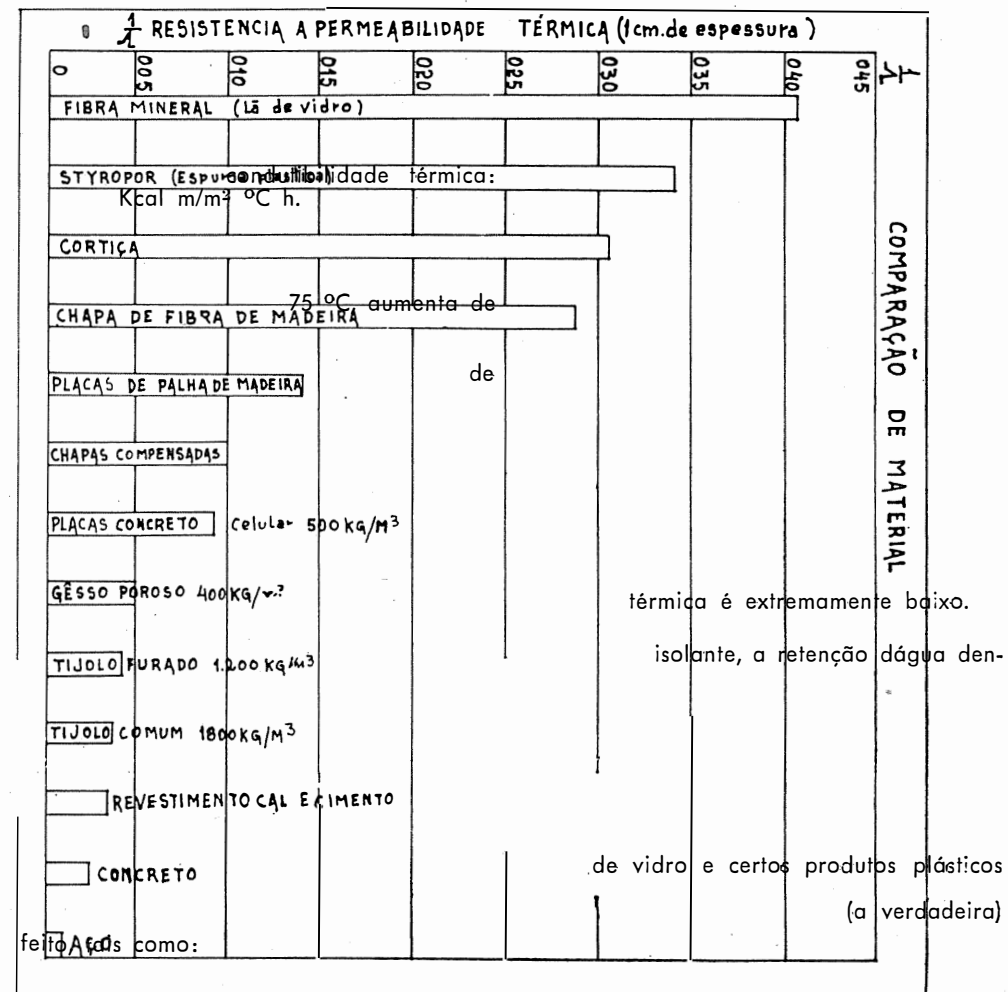 1/Λ RESISTENCIA A PERMEABILIDADE TÉRMICA (1cm. de espessura)
0 005 010 015 020 025 030 035 040 045 1/Λ
FIBRA MINERAL (Lã de vidro)
STYROPOR (Espuma
térmica:
Kcal m/m² °C h.
CORTIÇA
75 °C aumenta de
CHAPA DE FIBRA DE MADEIRA
de
PLACAS DE PALHA DE MADEIRA
CHAPAS COMPENSADAS
PLACAS CONCRETO Celular 500 KG/M³
GÊSSO POROSO 400 KG/
térmica é extremamente baixo.
TIJOLO FURADO 1.200 KG/M³
isolante, a retenção dágua den-
TIJOLO COMUM 1800 KG/M³
REVESTIMENTO CAL E CIMENTO
CONCRETO
de vidro e certos produtos plásticos
(a verdadeira)
feito AÇO tais como:
COMPARAÇÃO DE MATERIAL